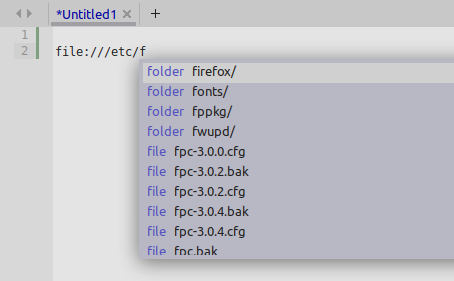 *Untitled1
1
2 file:///etc/f
folder firefox/
folder fonts/
folder fppkg/
folder fwupd/
file fpc-3.0.0.cfg
file fpc-3.0.2.bak
file fpc-3.0.2.cfg
file fpc-3.0.4.bak
file fpc-3.0.4.cfg
file fpc.bak